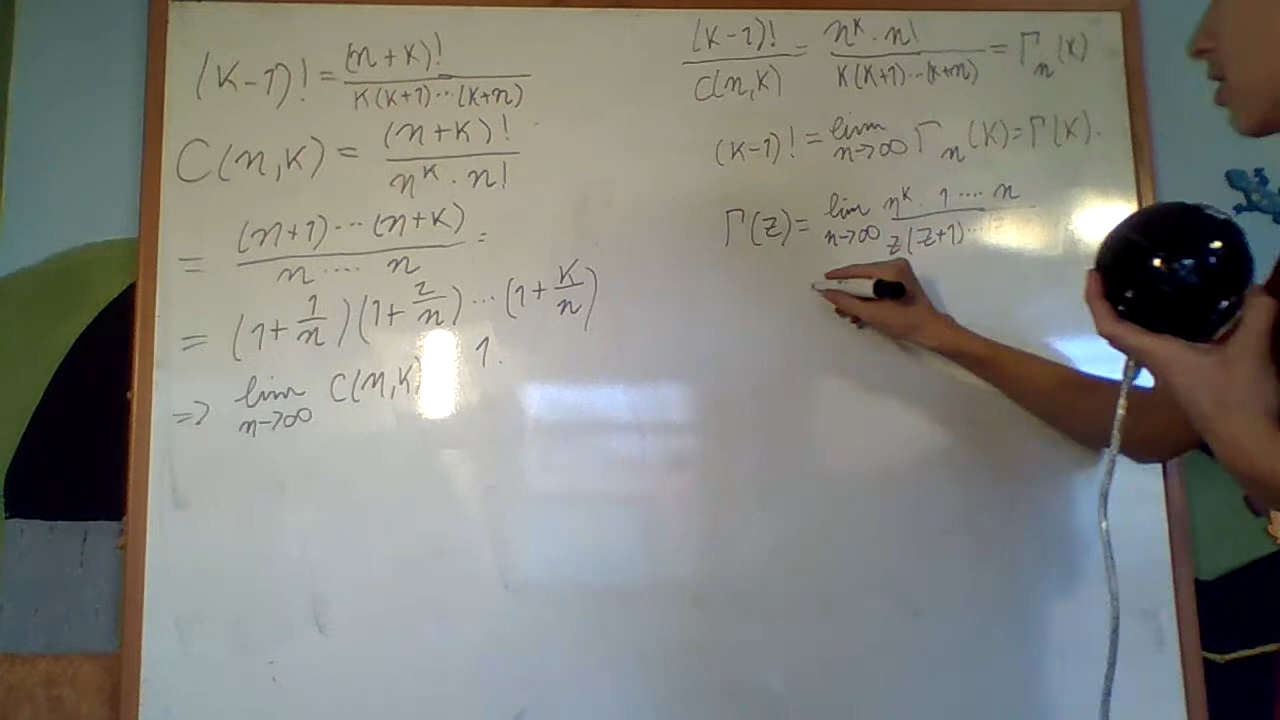 (k-1)! = (n+k)! / k(k+1)···(k+n)
C(n,k) = (n+k)! / n^k · n!
= (n+1)···(n+k) / n···· n =
= (1+1/n)(1+2/n)···(1+k/n)
⇒ lim n→∞ C(n,k) 1.
(k-1)! / C(n,k) = n^k · n! / k(k+1)···(k+n) = Γ_n(k)
(k-1)! = lim n→∞ Γ_n(k) = Γ(k).
Γ(z) = lim n→∞ n^k · 1···· n / z(z+1)···